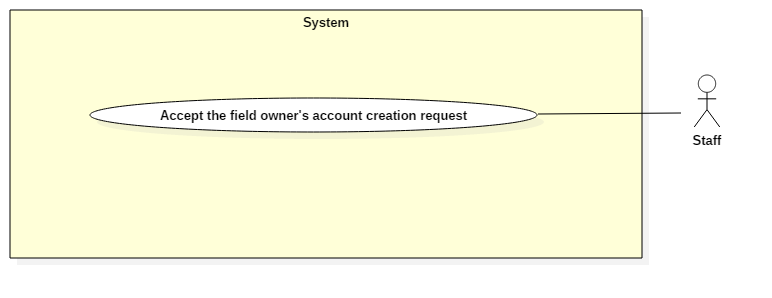 System
Accept the field owner's account creation request
Staff